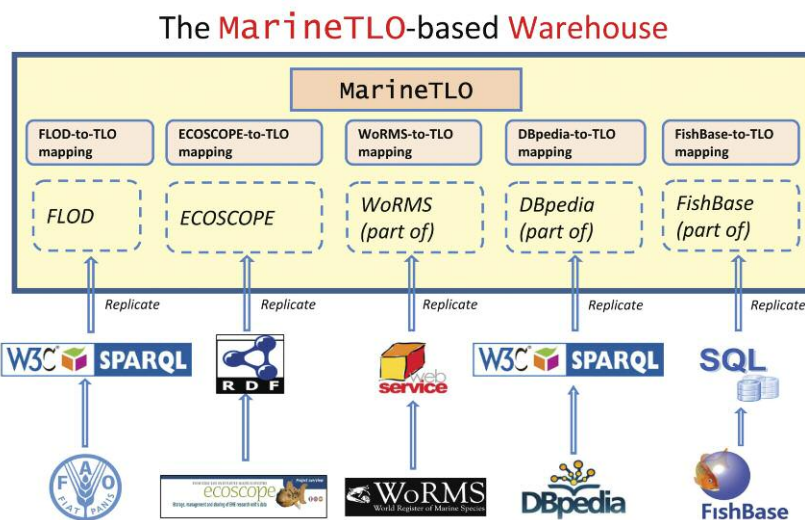 The MarineTLO-based Warehouse
MarineTLO
FLOD-to-TLO
mapping
ECOSCOPE-to-TLO
mapping
WoRMS-to-TLO
mapping
DBpedia-to-TLO
mapping
FishBase-to-TLO
mapping
FLOD
ECOSCOPE
WoRMS
(part of)
DBpedia
(part of)
FishBase
(part of)
Replicate
Replicate
Replicate
Replicate
Replicate
W3C SPARQL
RDF
web
service
W3C SPARQL
SQL
FAO
FIAT PANIS
ecoscope
WoRMS
World Register of Marine Species
DBpedia
FishBase